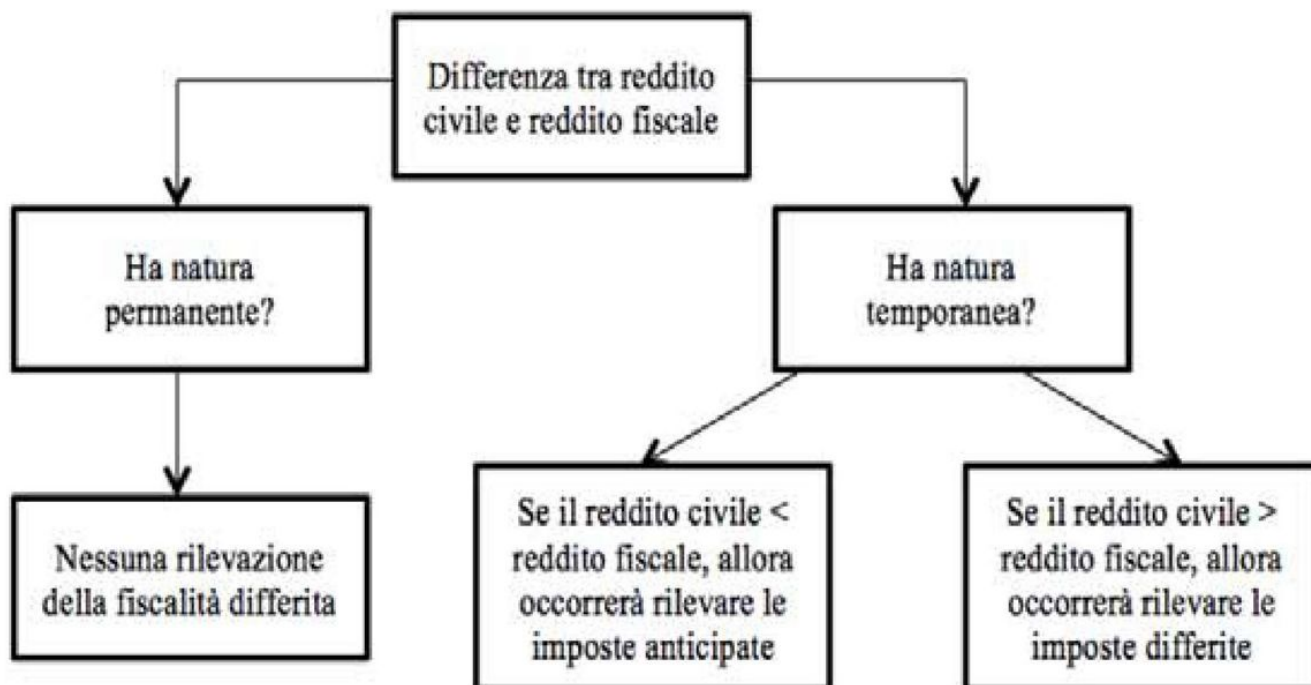 Differenza tra reddito
civile e reddito fiscale
Ha natura
permanente?
Ha natura
temporanea?
Nessuna rilevazione
della fiscalità differita
Se il reddito civile <
reddito fiscale, allora
occorrerà rilevare le
imposte anticipate
Se il reddito civile >
reddito fiscale, allora
occorrerà rilevare le
imposte differite